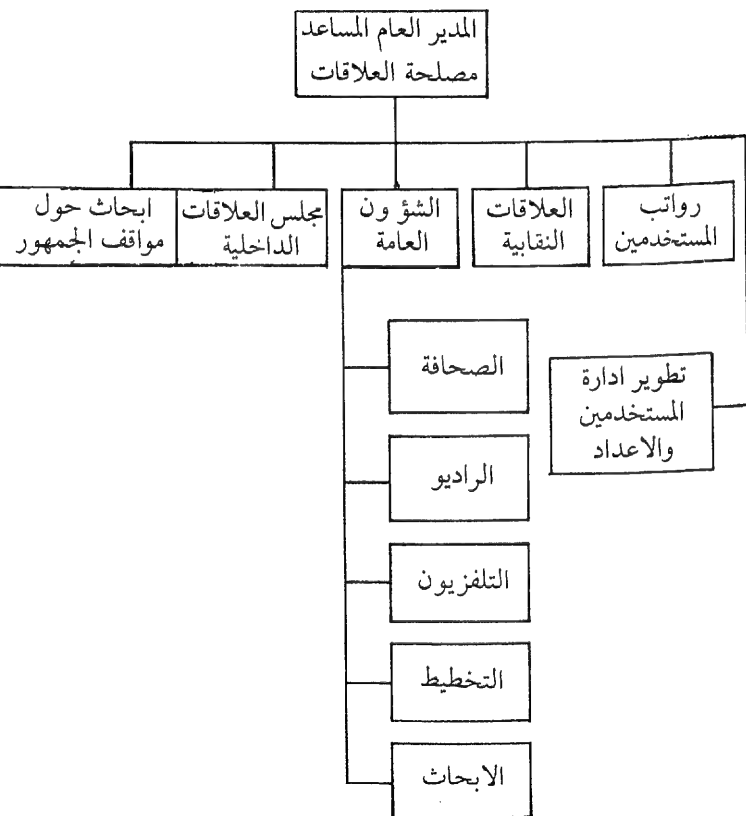 المدير العام المساعد
مصلحة العلاقات
رواتب
المستخدمين
العلاقات
النقابية
الشؤ ون
العامة
مجلس العلاقات
الداخلية
ابحاث حول
مواقف الجمهور
تطوير ادارة
المستخدمين
والاعداد
الصحافة
الراديو
التلفزيون
التخطيط
الابحاث